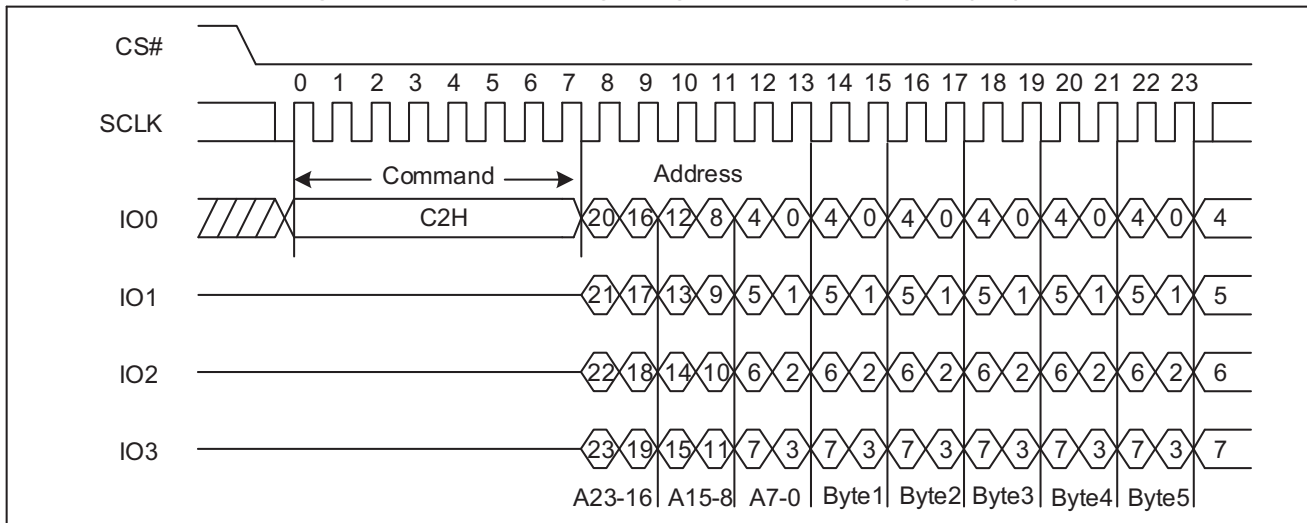 CS#
0 1 2 3 4 5 6 7 8 9 10 11 12 13 14 15 16 17 18 19 20 21 22 23
SCLK
Command Address
IO0 C2H 20 16 12 8 4 0 4 0 4 0 4 0 4 0 4 0 4
IO1 21 17 13 9 5 1 5 1 5 1 5 1 5 1 5 1 5
IO2 22 18 14 10 6 2 6 2 6 2 6 2 6 2 6 2 6
IO3 23 19 15 11 7 3 7 3 7 3 7 3 7 3 7 3 7
A23-16 A15-8 A7-0 Byte1 Byte2 Byte3 Byte4 Byte5